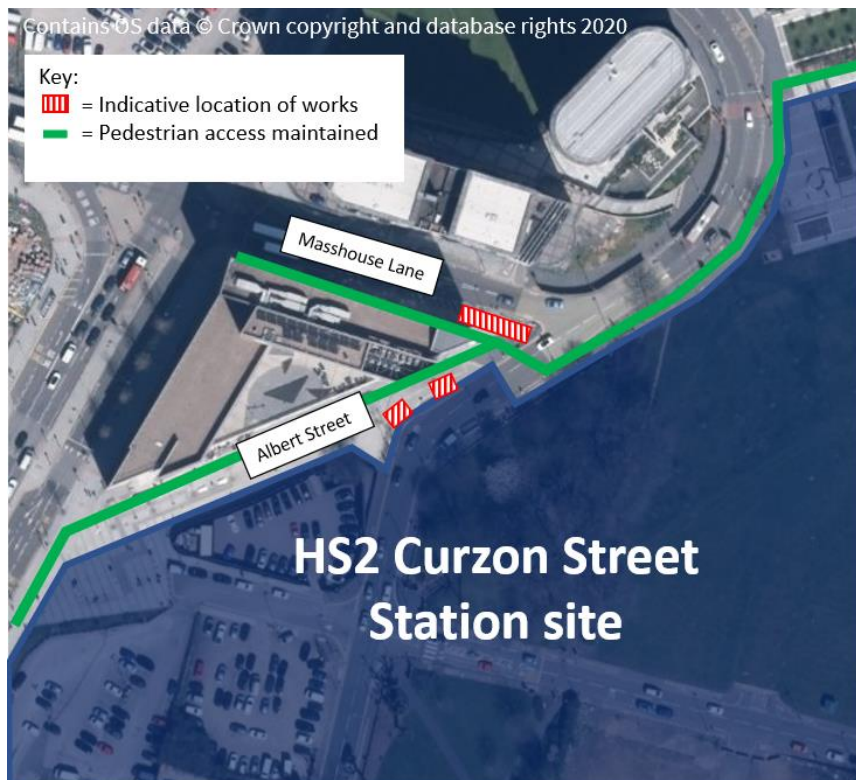 Contains OS data © Crown copyright and database rights 2020
Key:
= Indicative location of works
= Pedestrian access maintained
Masshouse Lane
Albert Street
HS2 Curzon Street
Station site